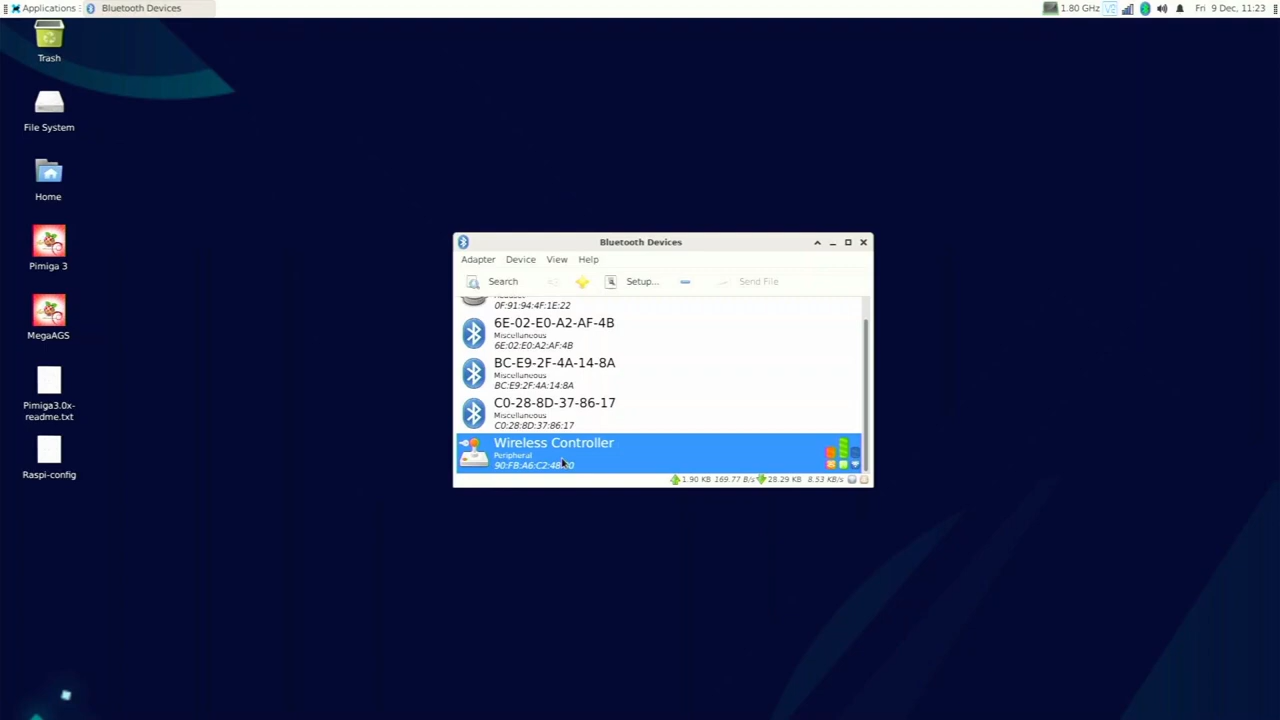 Applications
Bluetooth Devices
1.80 GHz
V2
Fri 9 Dec, 11:23
Trash
File System
Home
Pimiga 3
MegaAGS
Pimiga3.0x-
readme.txt
Raspi-config
Bluetooth Devices
Adapter Device View Help
Search
Setup...
Send File
Headset
0F:91:94:4F:1E:22
6E-02-E0-A2-AF-4B
Miscellaneous
6E:02:E0:A2:AF:4B
BC-E9-2F-4A-14-8A
Miscellaneous
BC:E9:2F:4A:14:8A
C0-28-8D-37-86-17
Miscellaneous
C0:28:8D:37:86:17
Wireless Controller
Peripheral
1.90 KB 169.77 B/s 28.29 KB 8.53 KB/s